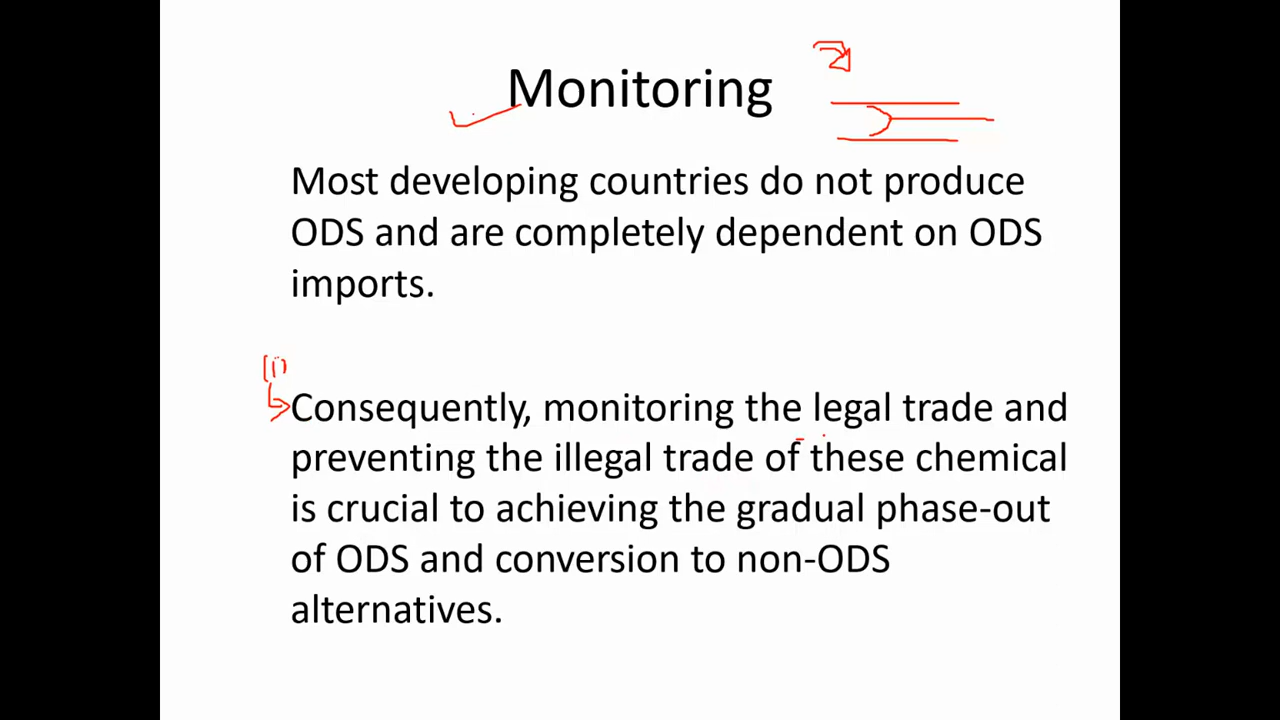 Monitoring
Most developing countries do not produce
ODS and are completely dependent on ODS
imports.
Consequently, monitoring the legal trade and
preventing the illegal trade of these chemical
is crucial to achieving the gradual phase-out
of ODS and conversion to non-ODS
alternatives.